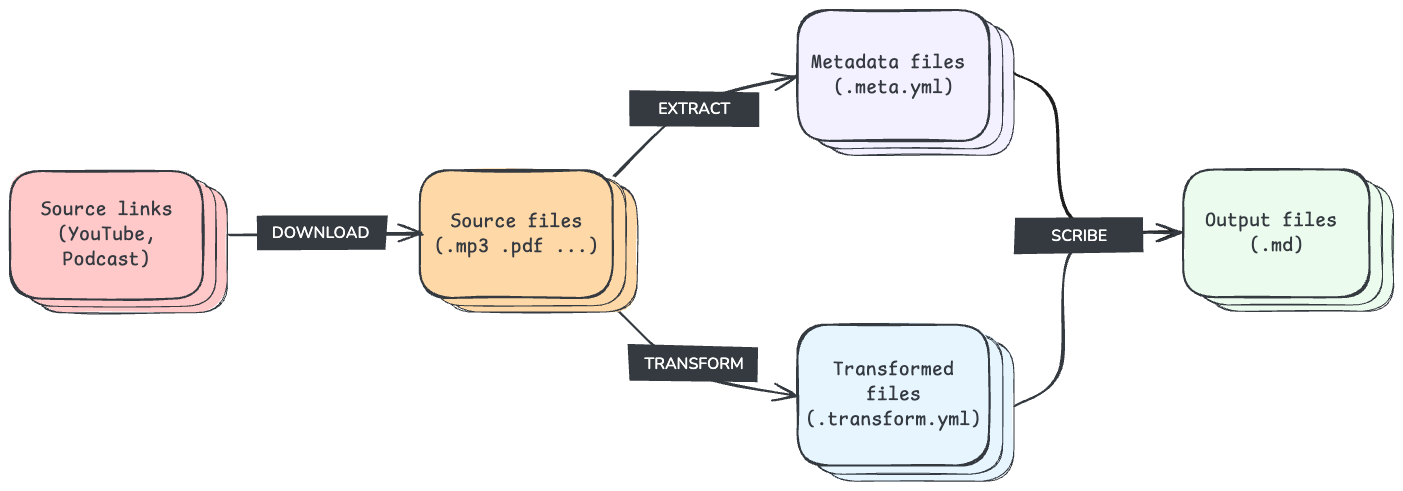 Source links
(YouTube,
Podcast)
DOWNLOAD
Source files
(.mp3 .pdf ...)
EXTRACT
Metadata files
(.meta.yml)
TRANSFORM
Transformed
files
(.transform.yml)
SCRIBE
Output files
(.md)